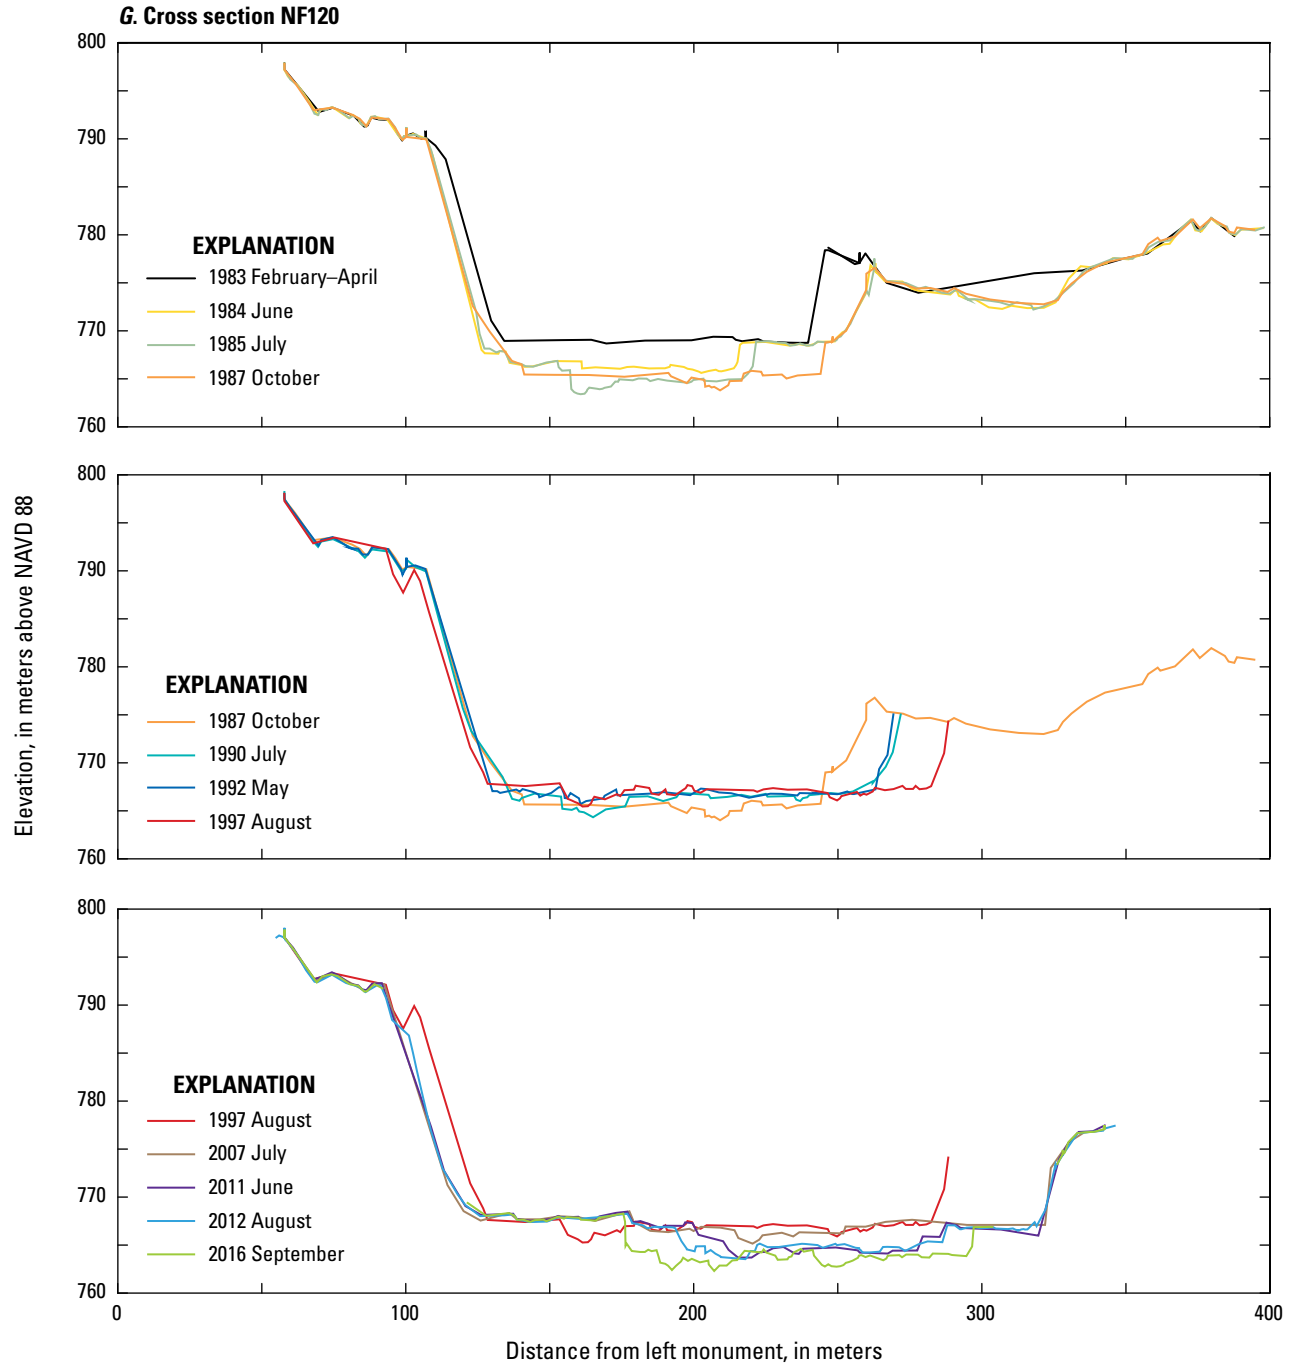 G. Cross section NF120
800
790
780
770
760
EXPLANATION
1983 February–April
1984 June
1985 July
1987 October
800
790
780
770
760
EXPLANATION
1987 October
1990 July
1992 May
1997 August
Elevation, in meters above NAVD 88
800
790
780
770
760
EXPLANATION
1997 August
2007 July
2011 June
2012 August
2016 September
0 100 200 300 400
Distance from left monument, in meters